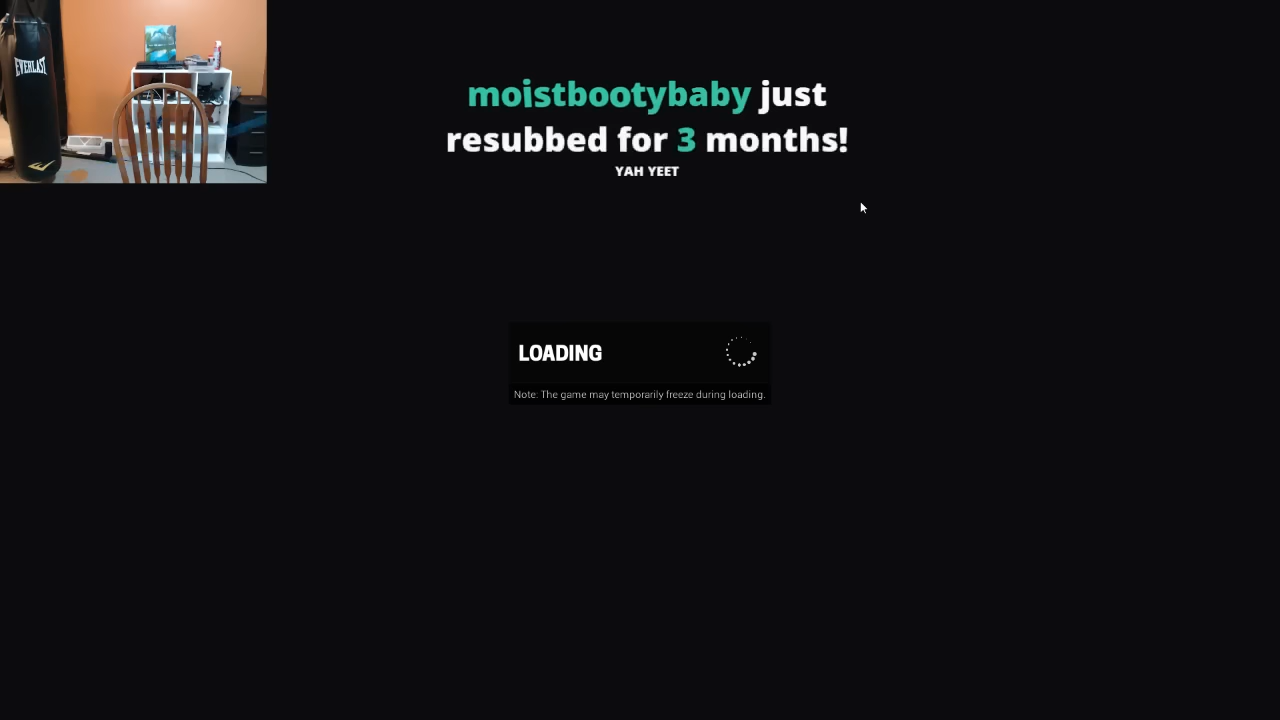 EVERLAST
moistbootybaby just
resubbed for 3 months!
YAH YEET
LOADING
Note: The game may temporarily freeze during loading.